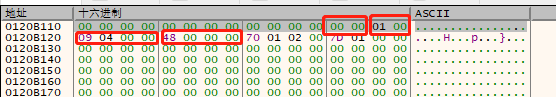 地址 十六进制 ASCII
0120B110 00 00 00 00 00 00 00 00 00 00 00 00 00 00 01 00 ................
0120B120 09 04 00 00 48 00 00 00 70 01 02 00 7D 01 00 00 ....H...p...}...
0120B130 00 00 00 00 00 00 00 00 00 00 00 00 00 00 00 00 ................
0120B140 00 00 00 00 00 00 00 00 00 00 00 00 00 00 00 00 ................
0120B150 00 00 00 00 00 00 00 00 00 00 00 00 00 00 00 00 ................
0120B160 00 00 00 00 00 00 00 00 00 00 00 00 00 00 00 00 ................
0120B170 00 00 00 00 00 00 00 00 00 00 00 00 00 00 00 00 ................